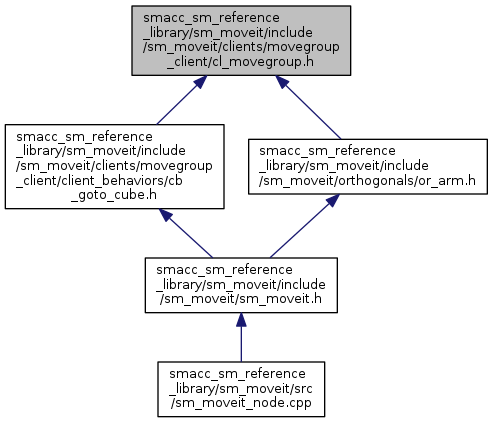 smacc_sm_reference
_library/sm_moveit/include
/sm_moveit/clients/movegroup
_client/cl_movegroup.h
smacc_sm_reference
_library/sm_moveit/include
/sm_moveit/clients/movegroup
_client/client_behaviors/cb
_goto_cube.h
smacc_sm_reference
_library/sm_moveit/include
/sm_moveit/orthogonals/or_arm.h
smacc_sm_reference
_library/sm_moveit/include
/sm_moveit/sm_moveit.h
smacc_sm_reference
_library/sm_moveit/src
/sm_moveit_node.cpp